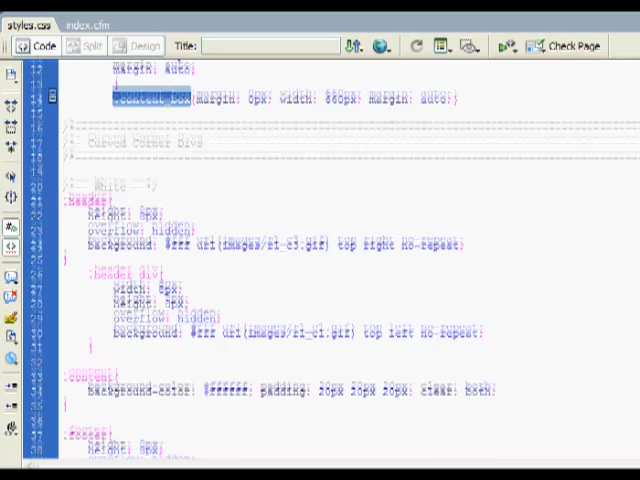 styles.css index.cfm
Code Split Design Title: Check Page
12 margin: auto;
}
14 .content_box{margin: 0px; width: 660px; margin: auto;}
15
16 /*
17 Curved Corner Divs
18 /*
19
20 /*-- White --*/
21 .header{
22 height: 8px;
23 overflow: hidden;
24 background: #fff url(images/r1_c3.gif) top right no-repeat;
25 }
26 .header div{
27 width: 8px;
28 height: 8px;
29 overflow: hidden;
30 background: #fff url(images/r1_c1.gif) top left no-repeat;
31 }
32
33 .content{
34 background-color: #ffffff; padding: 20px 20px 20px; clear: both;
35 }
36
37 .footer{
38 height: 8px;
overflow: hidden;